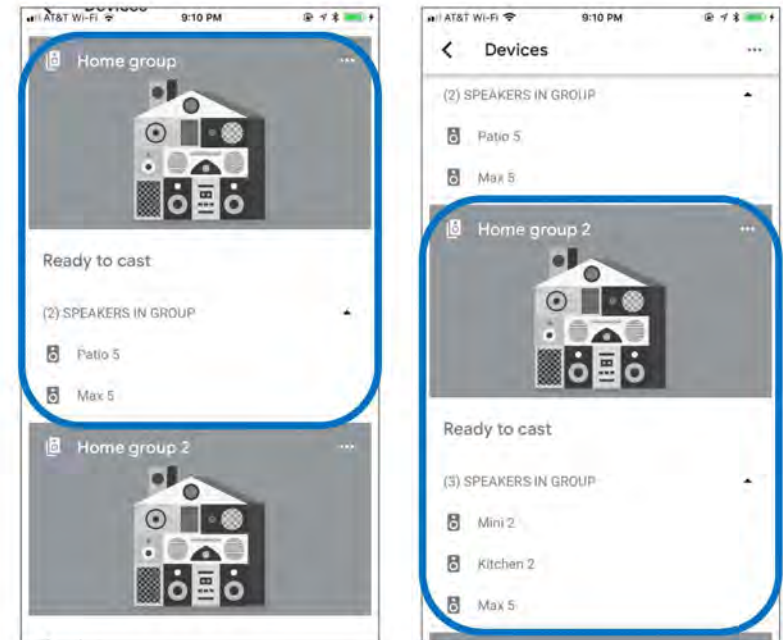 AT&T Wi-Fi 9:10 PM
Devices
Home group
Ready to cast
(2) SPEAKERS IN GROUP
Patio 5
Max 5
Home group 2
AT&T Wi-Fi 9:10 PM
Devices
(2) SPEAKERS IN GROUP
Patio 5
Max 5
Home group 2
Ready to cast
(3) SPEAKERS IN GROUP
Mini 2
Kitchen 2
Max 5